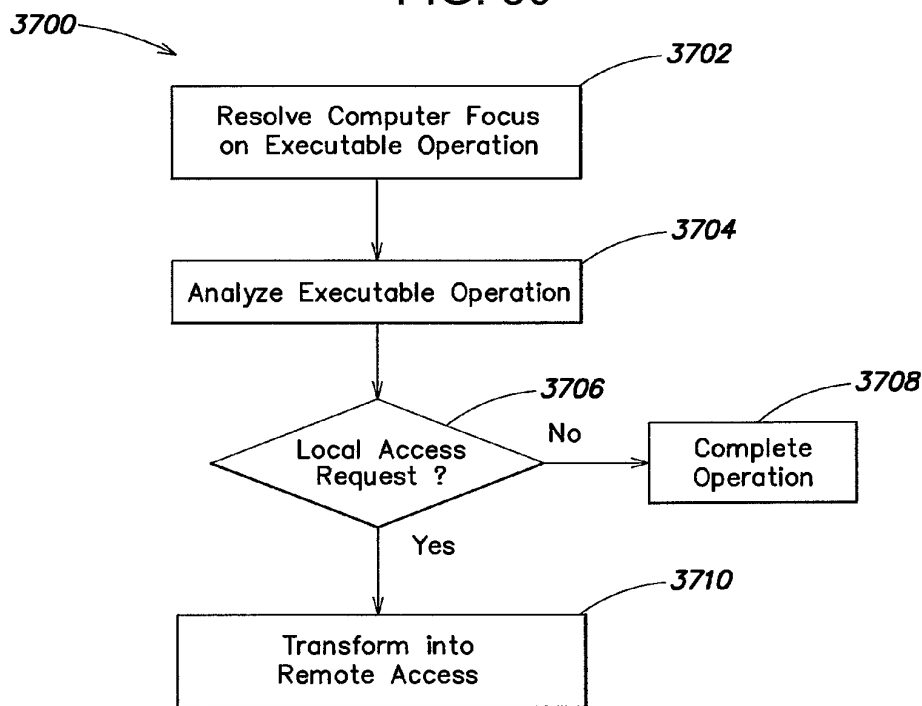 3700
3702
Resolve Computer Focus
on Executable Operation
3704
Analyze Executable Operation
3706
Local Access
Request ?
No
3708
Complete
Operation
Yes
3710
Transform into
Remote Access